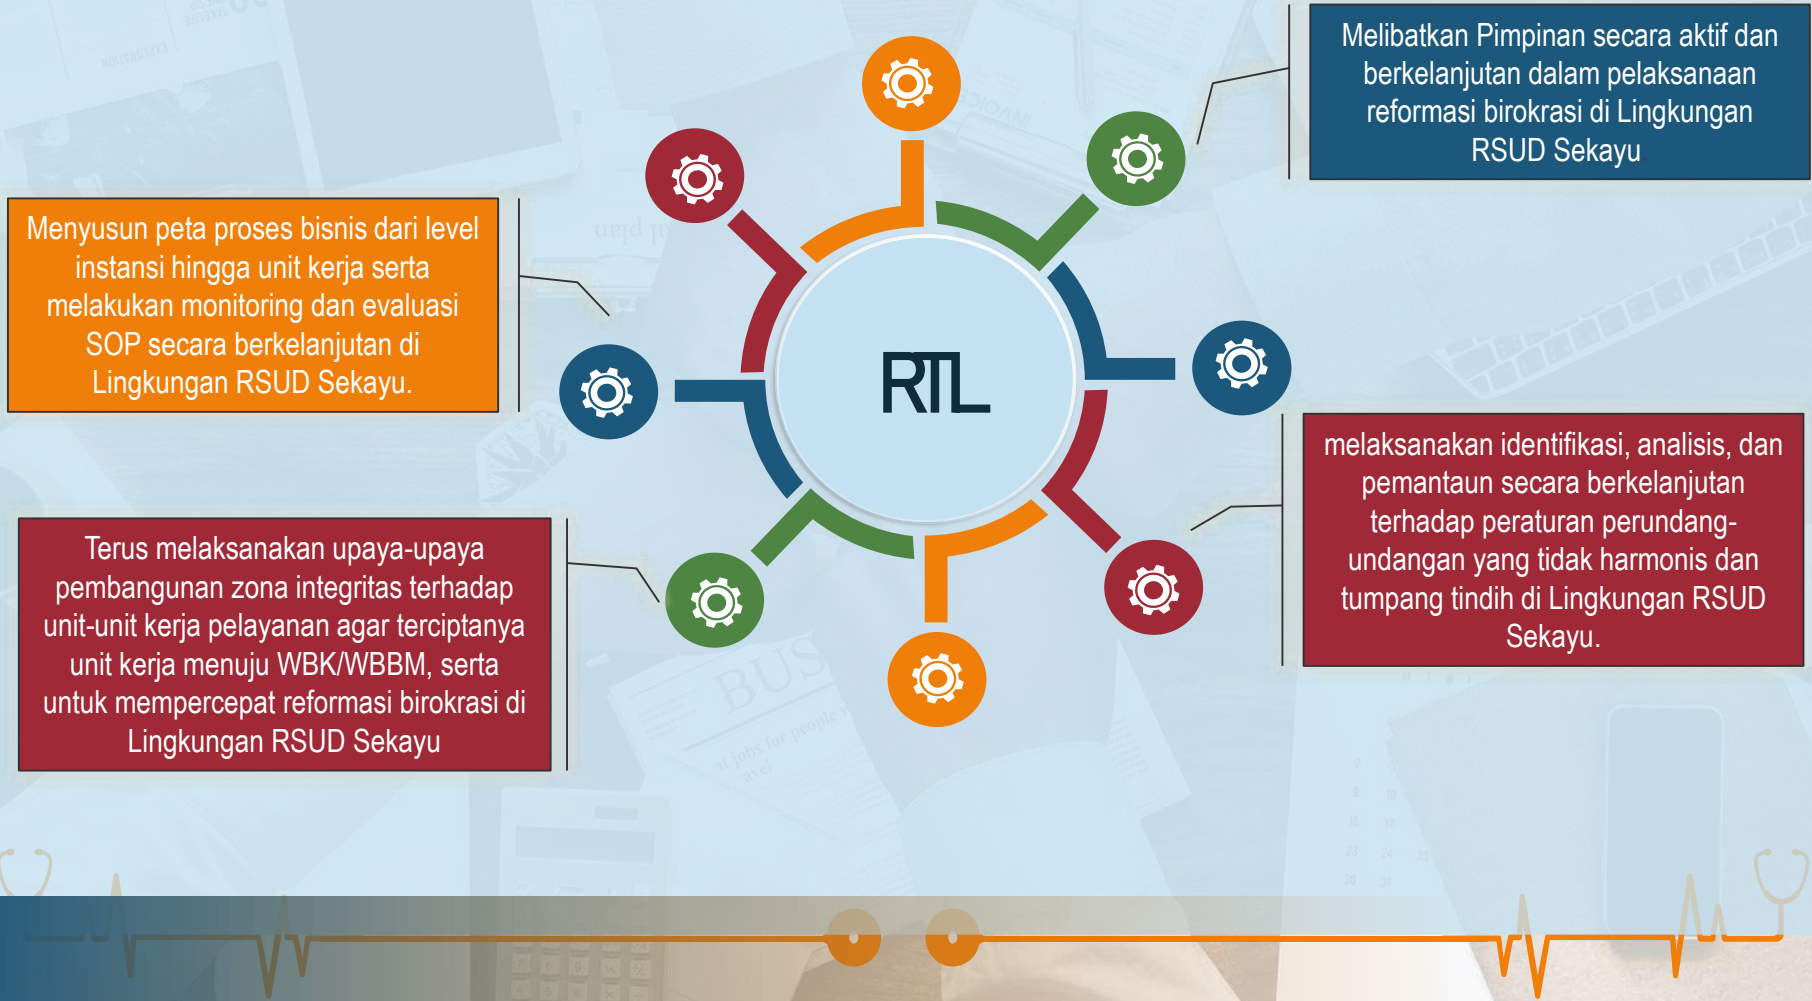 Melibatkan Pimpinan secara aktif dan
berkelanjutan dalam pelaksanaan
reformasi birokrasi di Lingkungan
RSUD Sekayu.
Menyusun peta proses bisnis dari level
instansi hingga unit kerja serta
melakukan monitoring dan evaluasi
SOP secara berkelanjutan di
Lingkungan RSUD Sekayu.
RTL
melaksanakan identifikasi, analisis, dan
pemantaun secara berkelanjutan
terhadap peraturan perundang-
undangan yang tidak harmonis dan
tumpang tindih di Lingkungan RSUD
Sekayu.
Terus melaksanakan upaya-upaya
pembangunan zona integritas terhadap
unit-unit kerja pelayanan agar terciptanya
unit kerja menuju WBK/WBBM, serta
untuk mempercepat reformasi birokrasi di
Lingkungan RSUD Sekayu